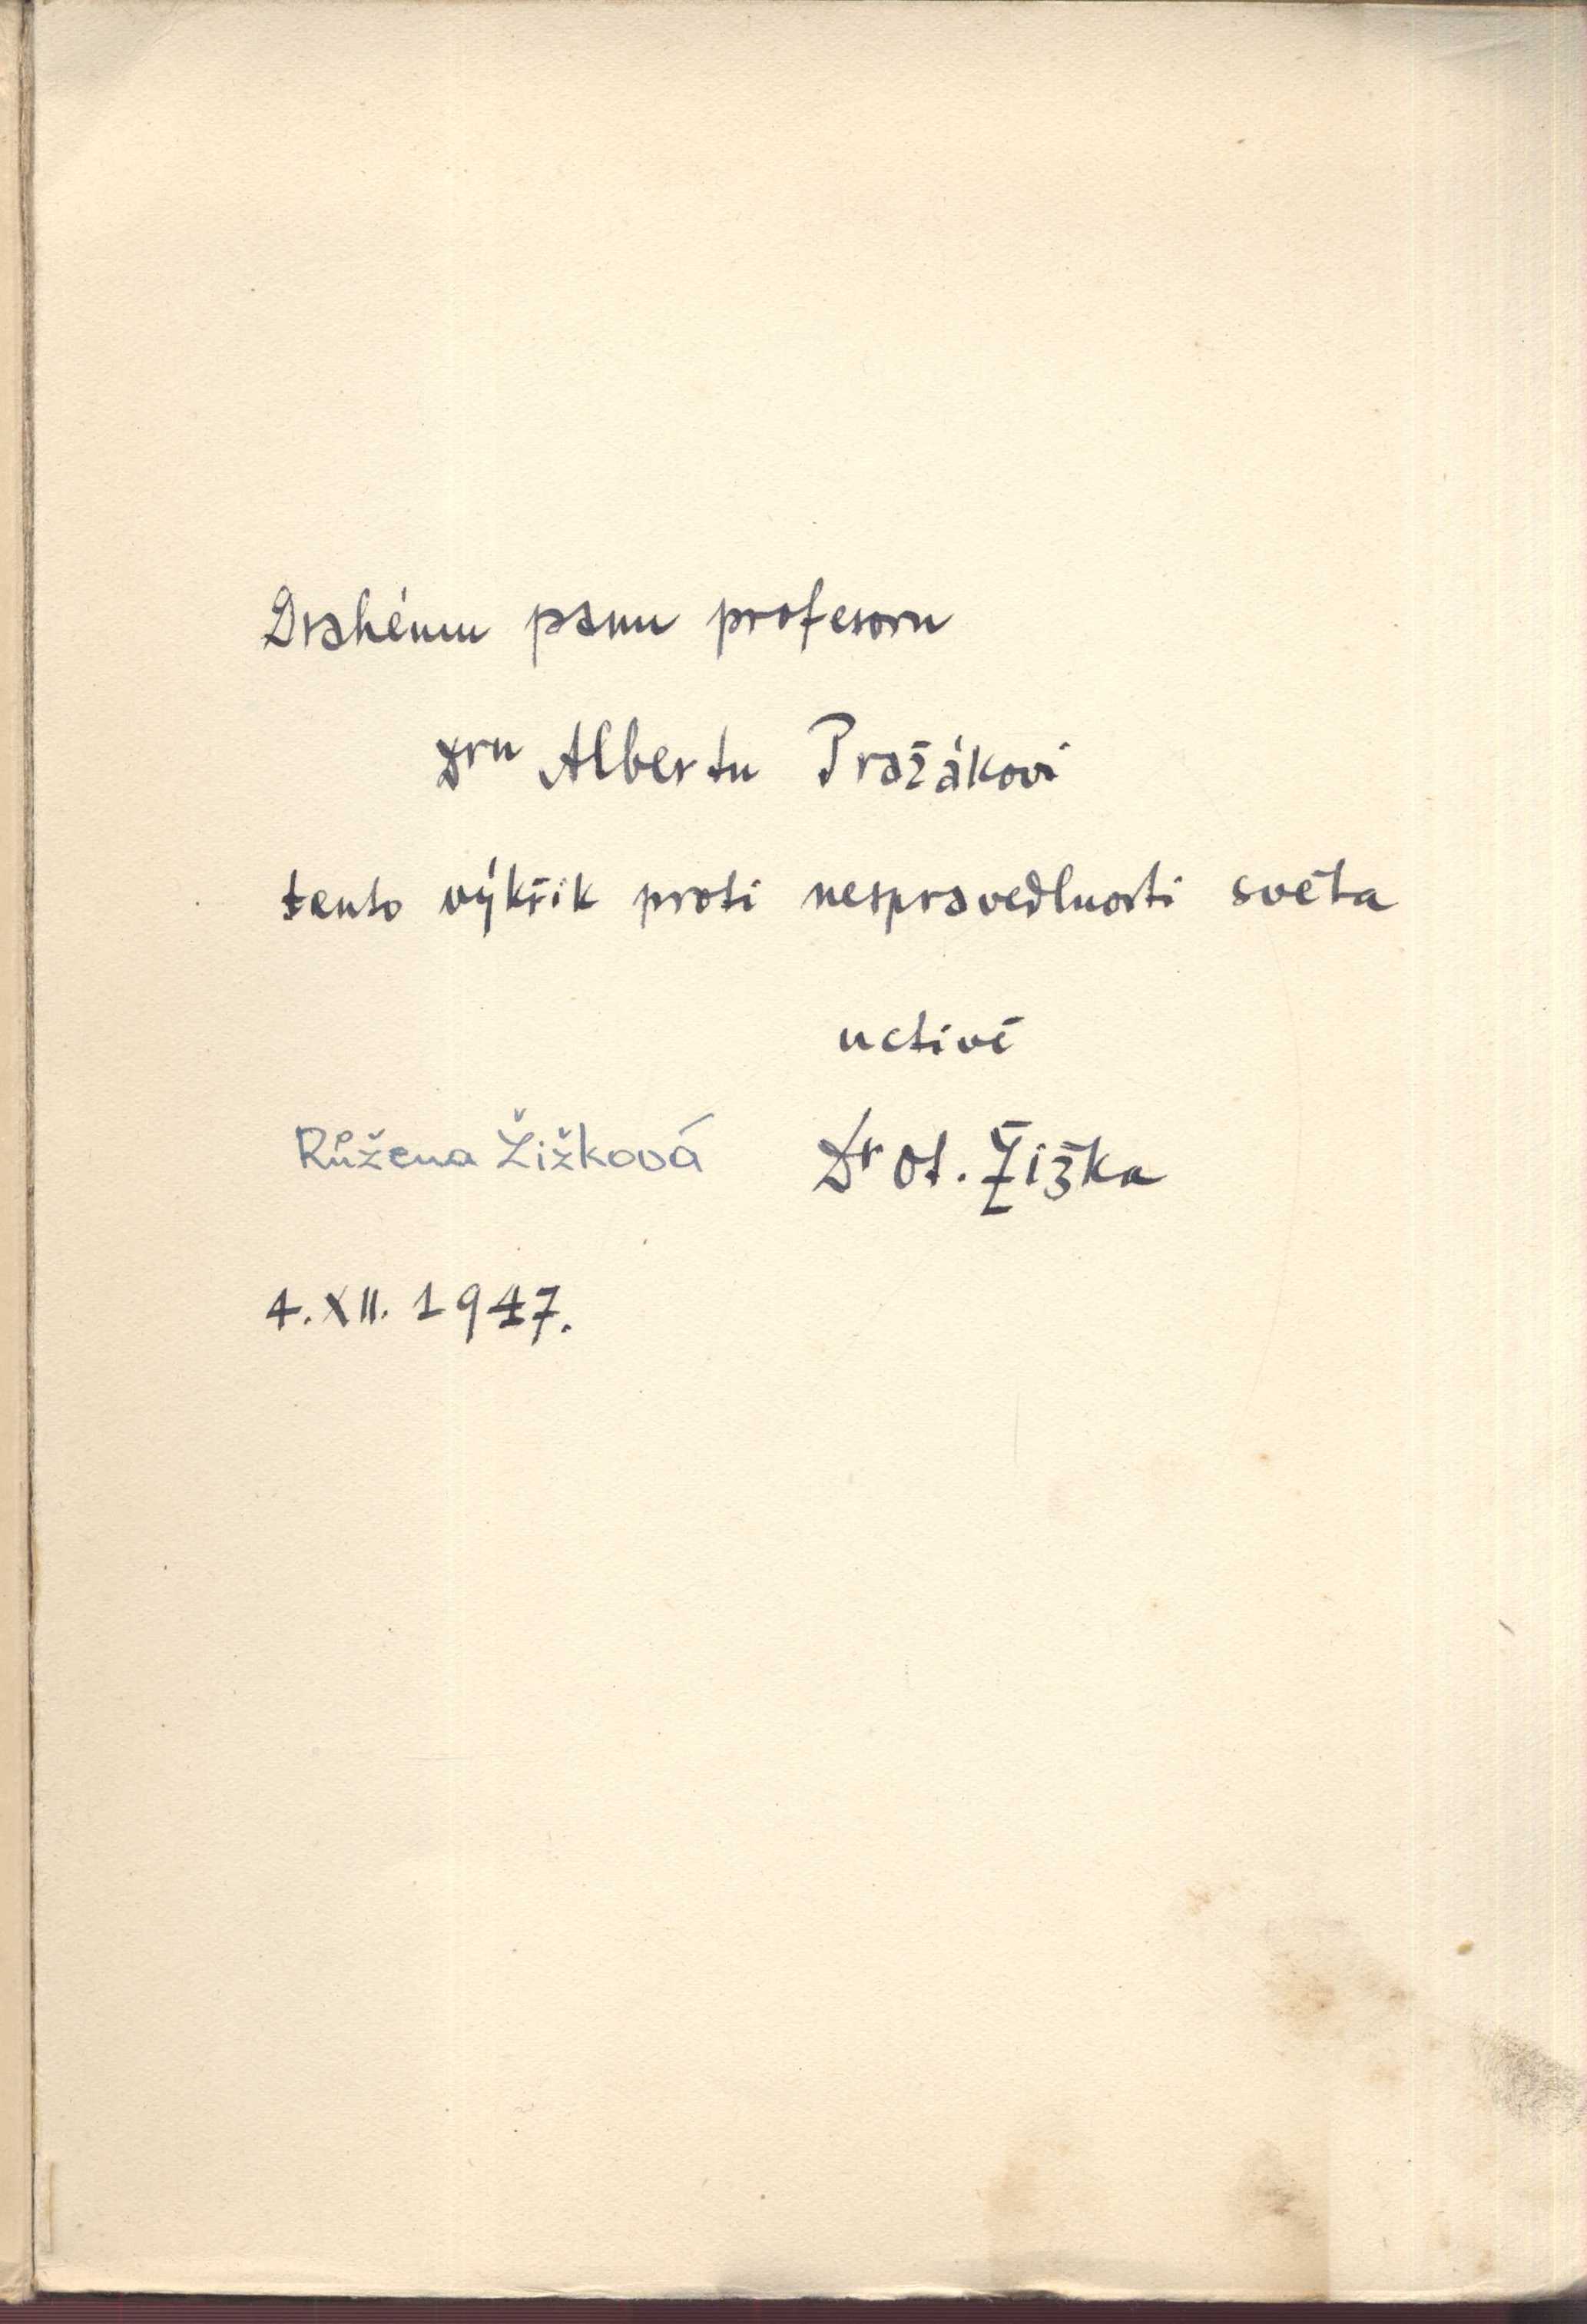 Drahému panu profesoru
Dru Albertu Pražákovi
tento výkřik proti nespravedlnosti světa
uctivě
Růžena Žižková Dr Ot. Žižka
4. XII. 1947.